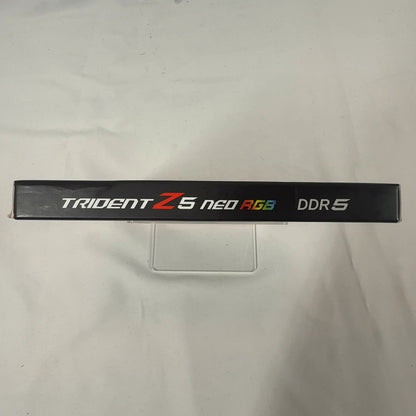 TRIDENT Z5 NEO RGB DDR5